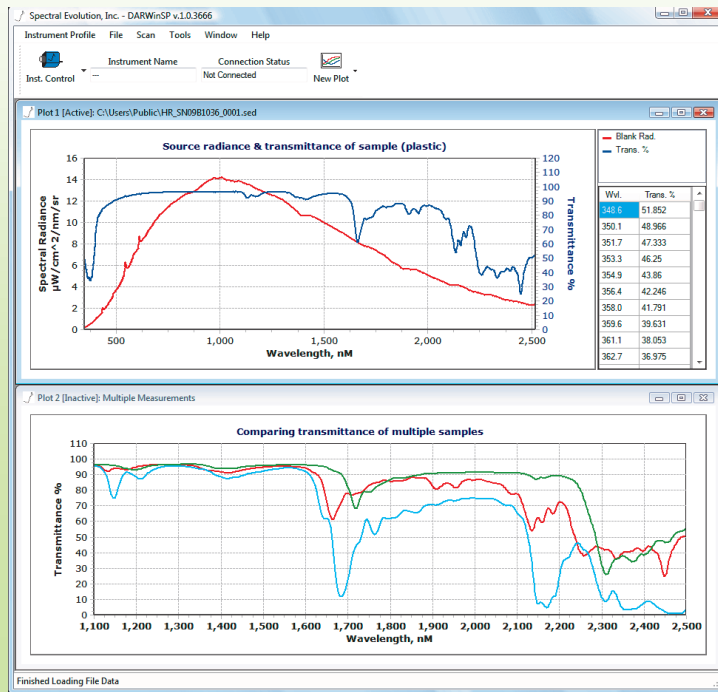 Spectral Evolution, Inc. - DARWinSP v.1.0.3666
Instrument Profile File Scan Tools Window Help
Inst. Control
Instrument Name
—
Connection Status
Not Connected
New Plot
Plot 1 [Active]: C:\Users\Public\HR_SN09B1036_0001.sed
Source radiance & transmittance of sample (plastic)
Spectral Radiance
µW/cm^2/nm/sr
16
14
12
10
8
6
4
2
0
120
110
100
90
80
70
60
50
40
30
20
10
0
Transmittance %
500 1,000 1,500 2,000 2,500
Wavelength, nM
Blank Rad.
Trans. %
Wvl. Trans. %
348.6 51.852
350.1 48.966
351.7 47.333
353.3 46.25
354.9 43.86
356.4 42.246
358.0 41.791
359.6 39.631
361.1 38.053
362.7 36.975
Plot 2 [Inactive]: Multiple Measurements
Comparing transmittance of multiple samples
Transmittance %
110
100
90
80
70
60
50
40
30
20
10
0
1,100 1,200 1,300 1,400 1,500 1,600 1,700 1,800 1,900 2,000 2,100 2,200 2,300 2,400 2,500
Wavelength, nM
Finished Loading File Data